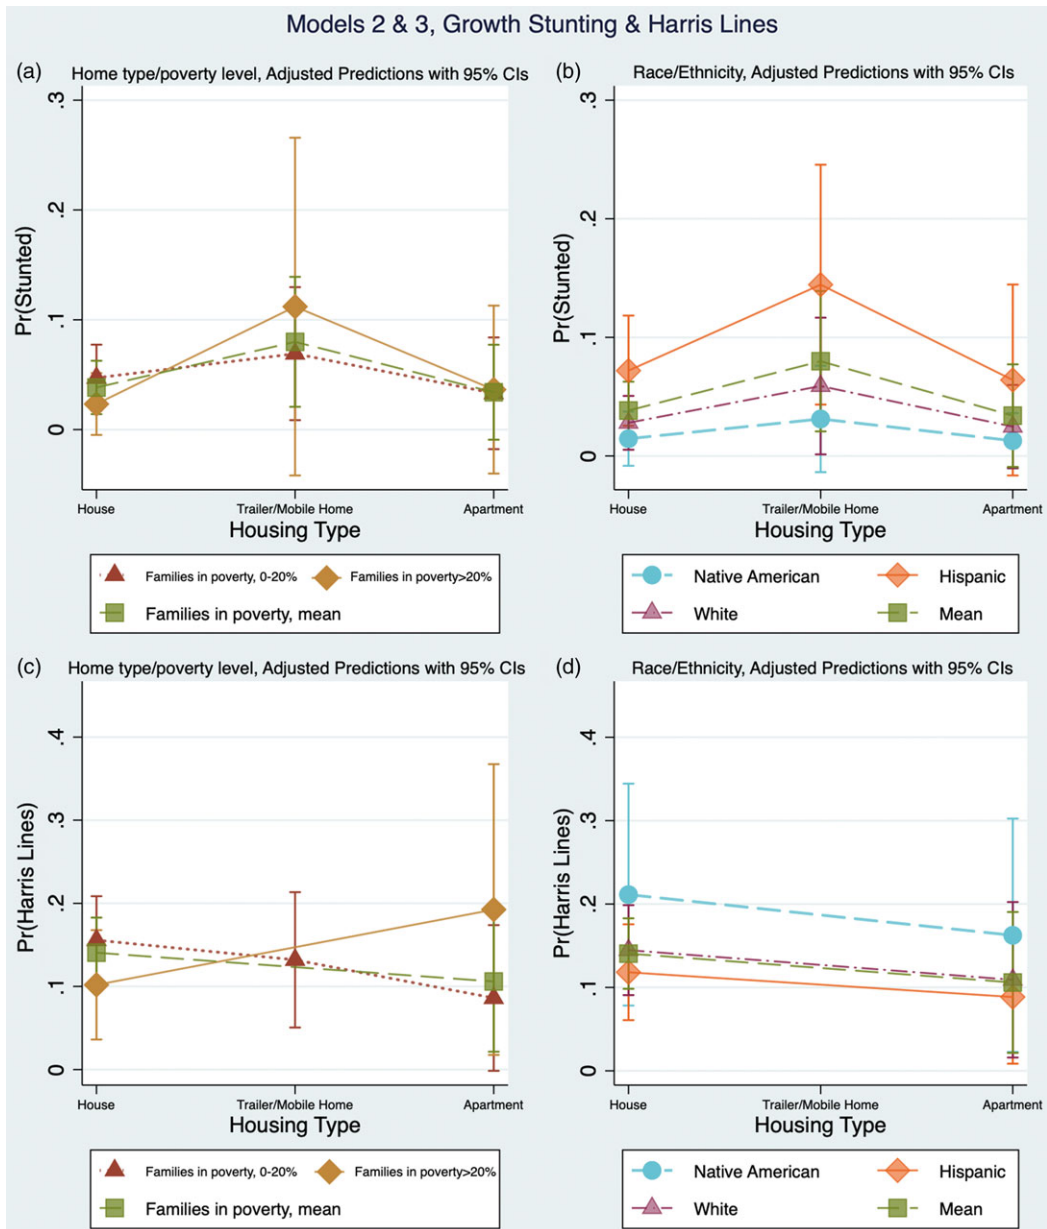 Models 2 & 3, Growth Stunting & Harris Lines
(a) Home type/poverty level, Adjusted Predictions with 95% CIs
.3
.2
.1
0
Pr(Stunted)
House Trailer/Mobile Home Apartment
Housing Type
Families in poverty, 0-20% Families in poverty>20%
Families in poverty, mean
(b) Race/Ethnicity, Adjusted Predictions with 95% CIs
.3
.2
.1
0
Pr(Stunted)
House Trailer/Mobile Home Apartment
Housing Type
Native American Hispanic
White Mean
(c) Home type/poverty level, Adjusted Predictions with 95% CIs
.4
.3
.2
.1
0
Pr(Harris Lines)
House Trailer/Mobile Home Apartment
Housing Type
Families in poverty, 0-20% Families in poverty>20%
Families in poverty, mean
(d) Race/Ethnicity, Adjusted Predictions with 95% CIs
.4
.3
.2
.1
0
Pr(Harris Lines)
House Trailer/Mobile Home Apartment
Housing Type
Native American Hispanic
White Mean